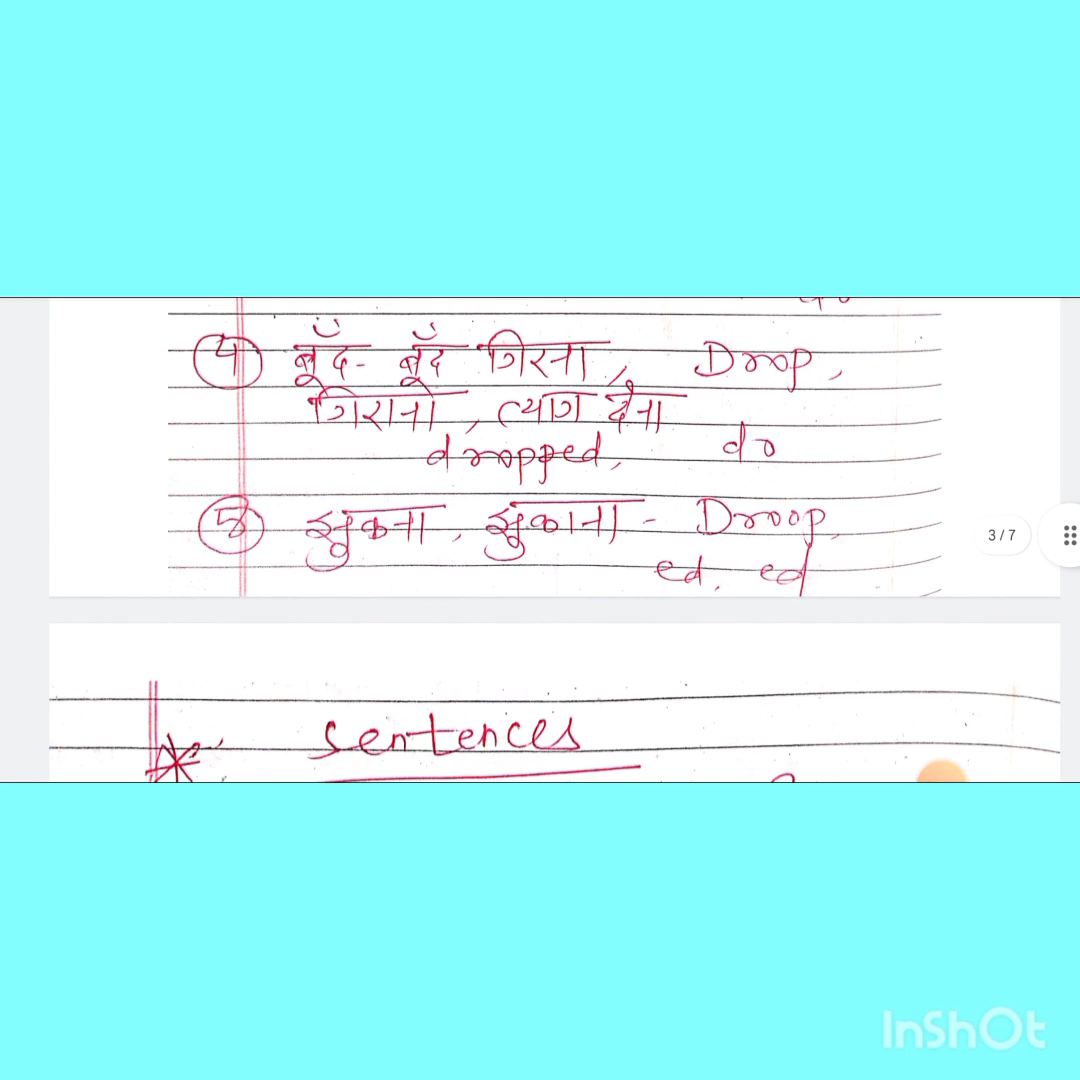 4 बूँद- बूँद गिरना, Drop,
गिराना, त्याग देना
dropped, do
5 झुकना, झुकाना - Droop,
ed, ed
3 / 7
sentences
InShOt